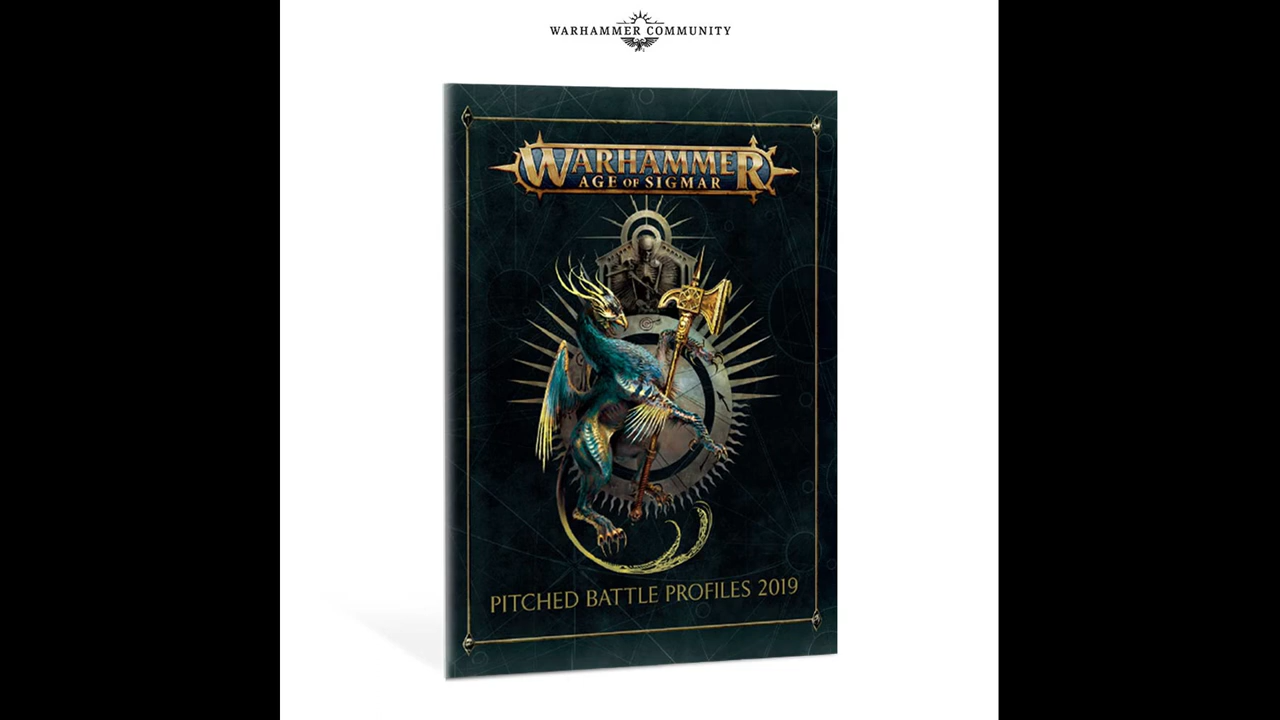 WARHAMMER COMMUNITY
WARHAMMER
AGE OF SIGMAR
PITCHED BATTLE PROFILES 2019